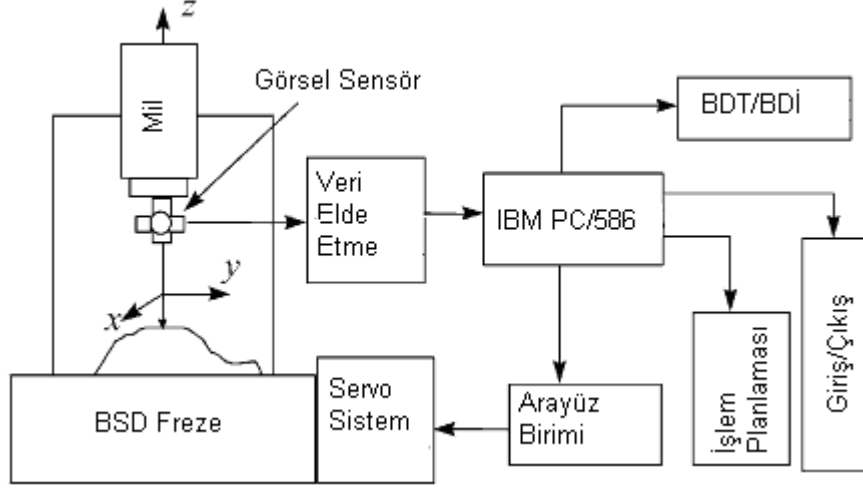 z
Görsel Sensör
Mil
BDT/BDİ
Veri
Elde
Etme
IBM PC/586
y
x
Giriş/Çıkış
İşlem
Planlaması
Servo
Sistem
Arayüz
Birimi
BSD Freze